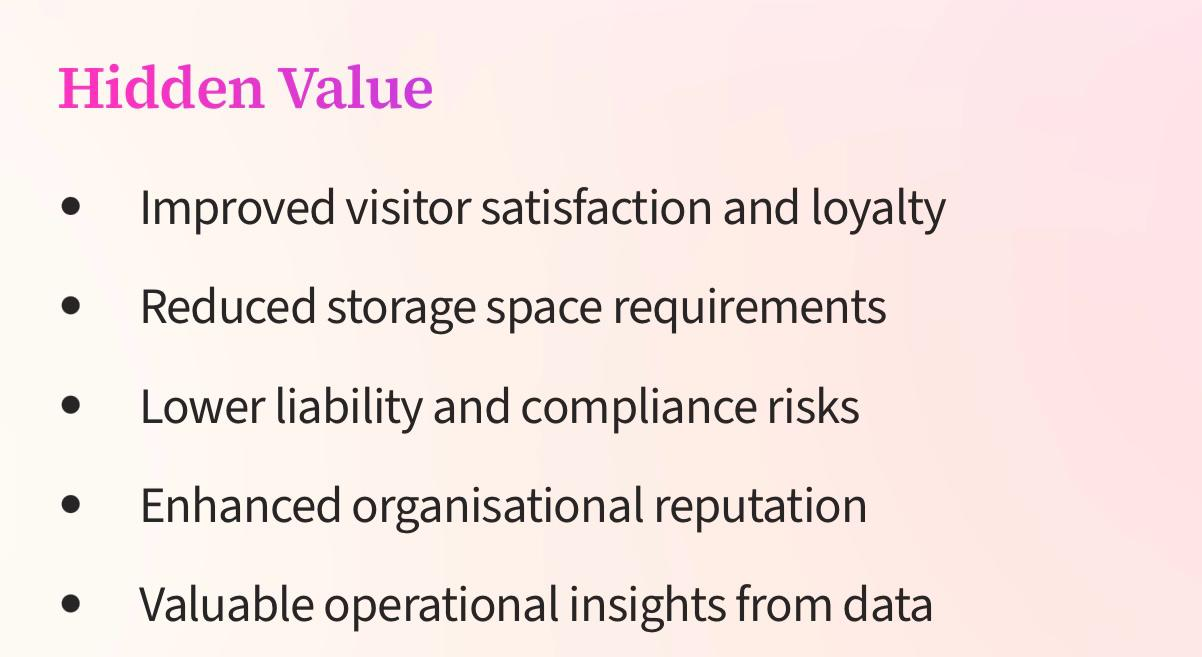 Hidden Value
• Improved visitor satisfaction and loyalty
• Reduced storage space requirements
• Lower liability and compliance risks
• Enhanced organisational reputation
• Valuable operational insights from data